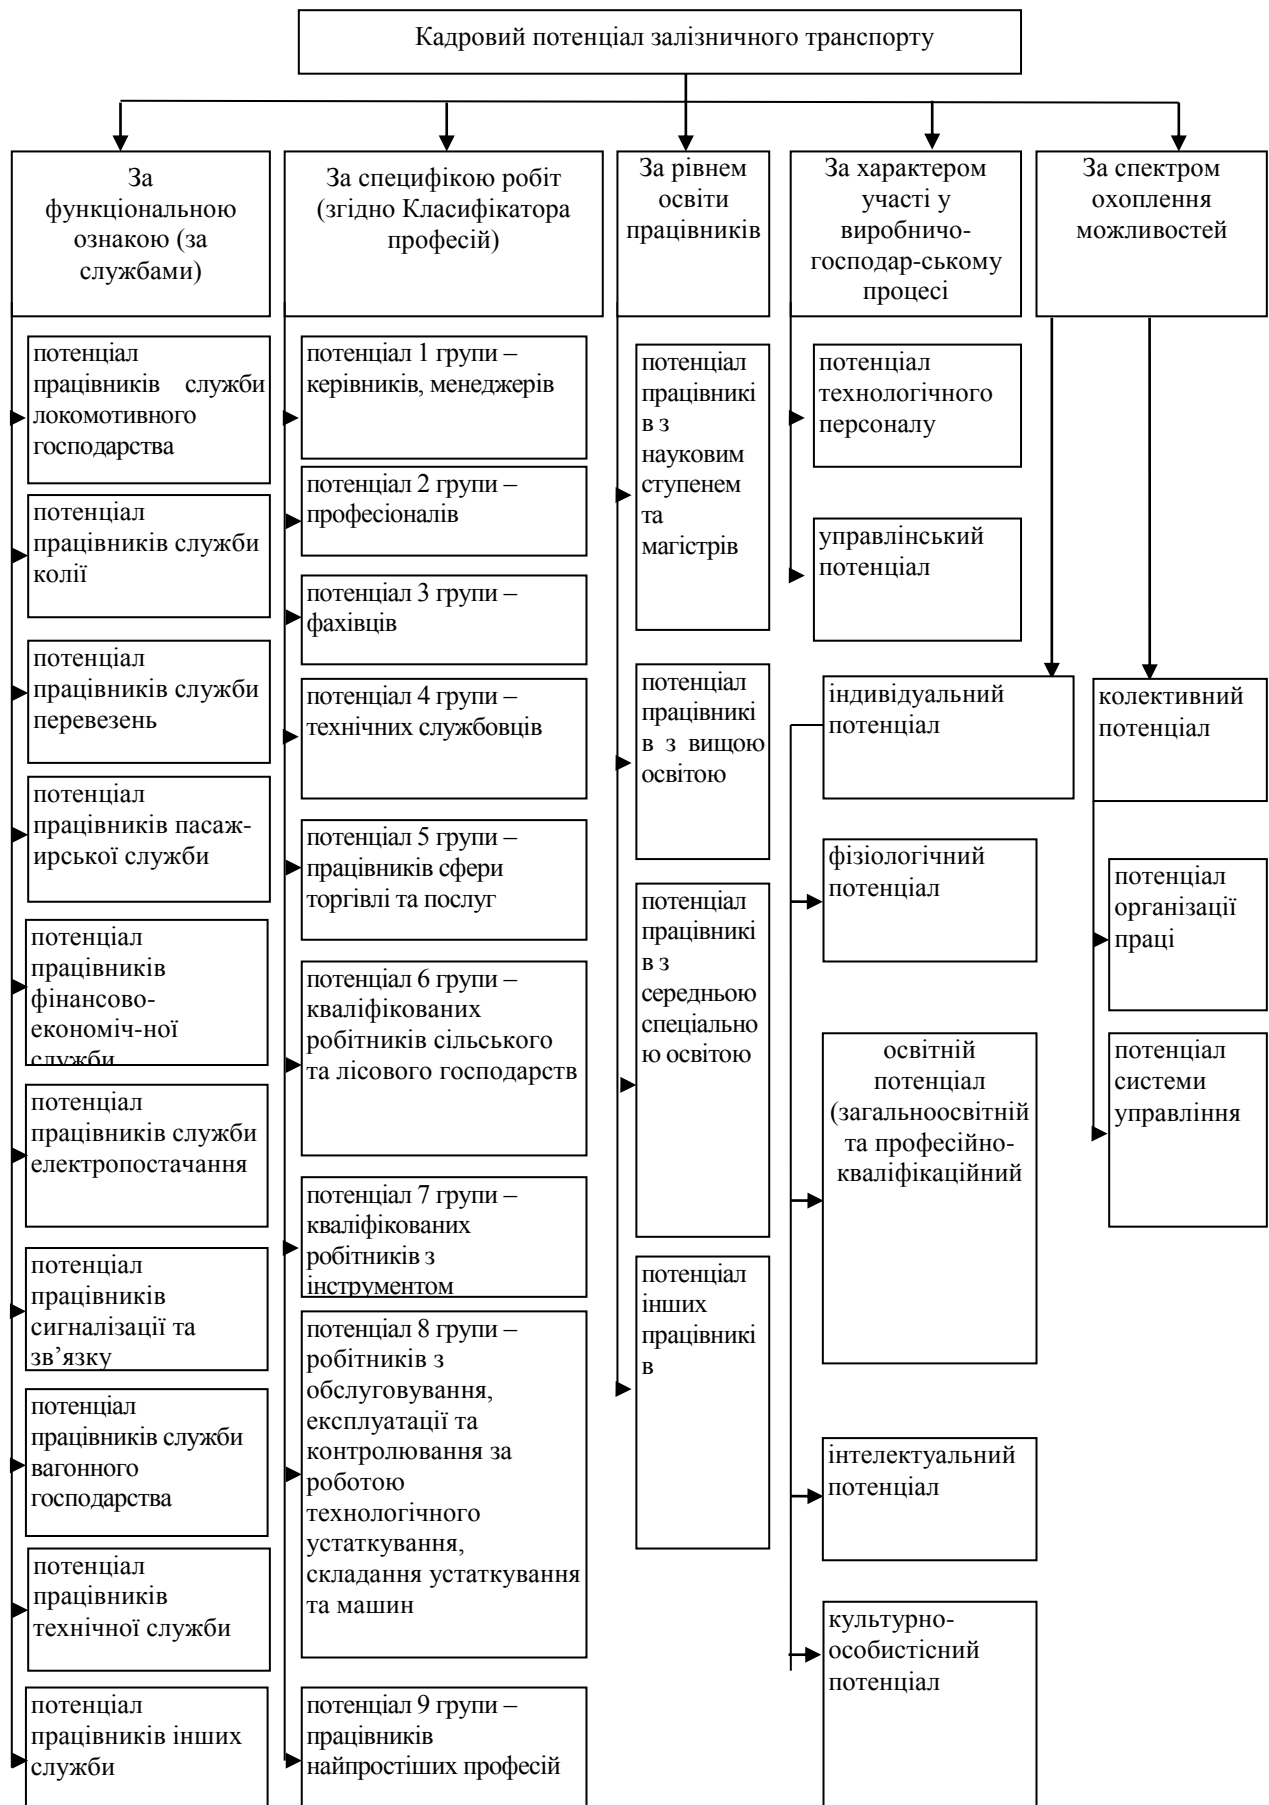 Кадровий потенціал залізничного транспорту
За
функціональною
ознакою (за
службами)
потенціал
працівників служби
локомотивного
господарства
потенціал
працівників служби
колії
потенціал
працівників служби
перевезень
потенціал
працівників пасаж-
ирської служби
потенціал
працівників
фінансово-
економіч-ної
служби
потенціал
працівників служби
електропостачання
потенціал
працівників
сигналізації та
зв’язку
потенціал
працівників служби
вагонного
господарства
потенціал
працівників
технічної служби
потенціал
працівників інших
служби
За специфікою робіт
(згідно Класифікатора
професій)
потенціал 1 групи –
керівників, менеджерів
потенціал 2 групи –
професіоналів
потенціал 3 групи –
фахівців
потенціал 4 групи –
технічних службовців
потенціал 5 групи –
працівників сфери
торгівлі та послуг
потенціал 6 групи –
кваліфікованих
робітників сільського
та лісового господарств
потенціал 7 групи –
кваліфікованих
робітників з
інструментом
потенціал 8 групи –
робітників з
обслуговування,
експлуатації та
контролювання за
роботою
технологічного
устаткування,
складання устаткування
та машин
потенціал 9 групи –
працівників
найпростіших професій
За рівнем
освіти
працівників
потенціал
працівникі
в з
науковим
ступенем
та
магістрів
потенціал
працівникі
в з вищою
освітою
потенціал
працівникі
в з
середньою
спеціально
ю освітою
потенціал
інших
працівникі
в
За характером
участі у
виробничо-
господар-ському
процесі
потенціал
технологічного
персоналу
управлінський
потенціал
За спектром
охоплення
можливостей
індивідуальний
потенціал
фізіологічний
потенціал
освітній
потенціал
(загальноосвітній
та професійно-
кваліфікаційний
інтелектуальний
потенціал
культурно-
особистісний
потенціал
колективний
потенціал
потенціал
організації
праці
потенціал
системи
управління